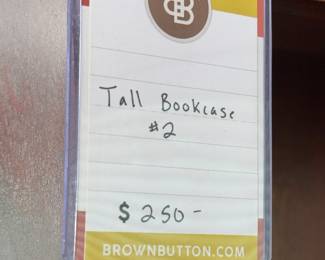 B
Tall Bookcase
#2
$250-
BROWNBUTTON.COM